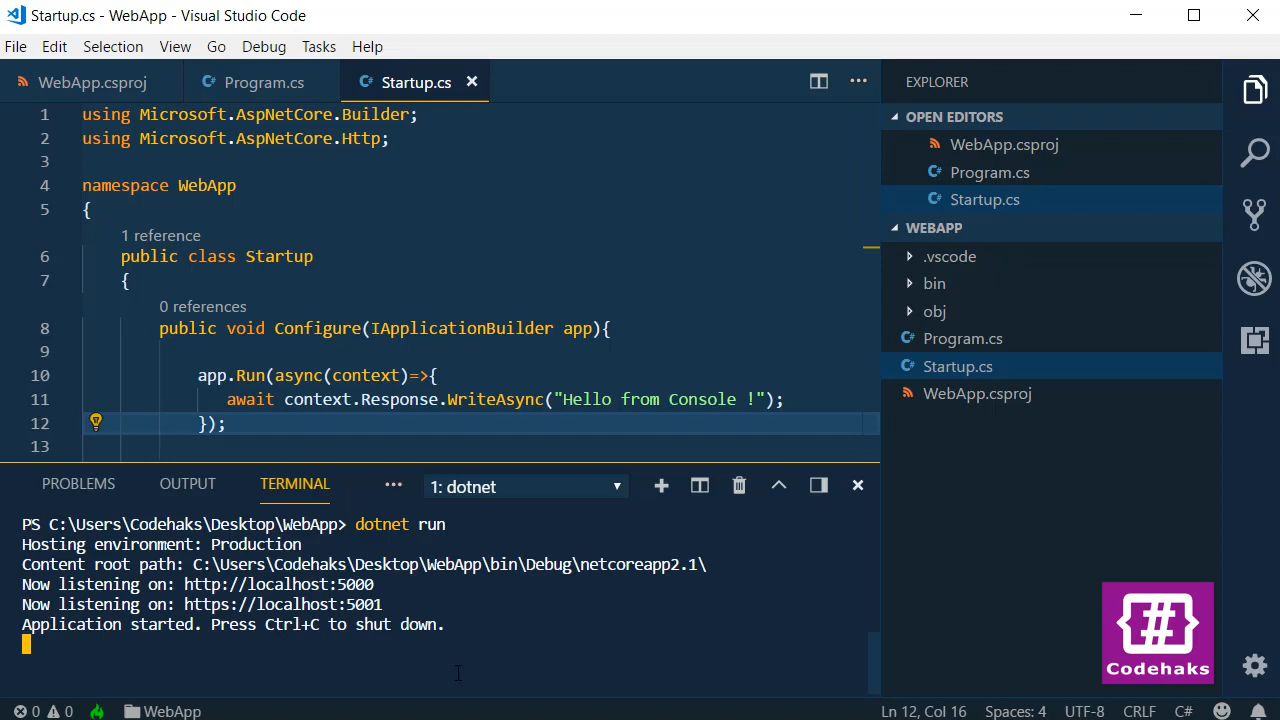 Startup.cs - WebApp - Visual Studio Code
File Edit Selection View Go Debug Tasks Help
WebApp.csproj Program.cs Startup.cs
1 using Microsoft.AspNetCore.Builder;
2 using Microsoft.AspNetCore.Http;
3
4 namespace WebApp
5 {
1 reference
6 public class Startup
7 {
0 references
8 public void Configure(IApplicationBuilder app){
9
10 app.Run(async(context)=>{
11 await context.Response.WriteAsync("Hello from Console !");
12 });
13
EXPLORER
OPEN EDITORS
WebApp.csproj
C# Program.cs
C# Startup.cs
WEBAPP
.vscode
bin
obj
C# Program.cs
C# Startup.cs
WebApp.csproj
PROBLEMS OUTPUT TERMINAL ••• 1: dotnet
PS C:\Users\Codehaks\Desktop\WebApp> dotnet run
Hosting environment: Production
Content root path: C:\Users\Codehaks\Desktop\WebApp\bin\Debug\netcoreapp2.1\
Now listening on: http://localhost:5000
Now listening on: https://localhost:5001
Application started. Press Ctrl+C to shut down.
{#}
Codehaks
0 0 WebApp Ln 12, Col 16 Spaces: 4 UTF-8 CRLF C#